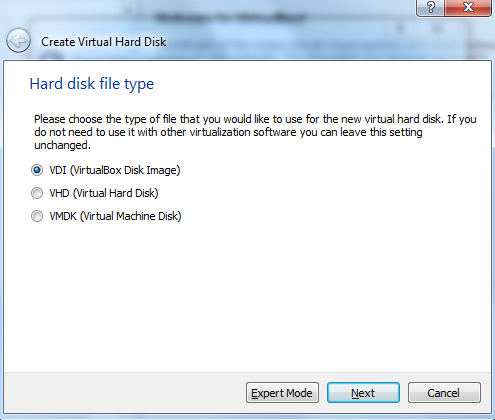 Create Virtual Hard Disk
Hard disk file type
Please choose the type of file that you would like to use for the new virtual hard disk. If you
do not need to use it with other virtualization software you can leave this setting
unchanged.
VDI (VirtualBox Disk Image)
VHD (Virtual Hard Disk)
VMDK (Virtual Machine Disk)
Expert Mode
Next
Cancel